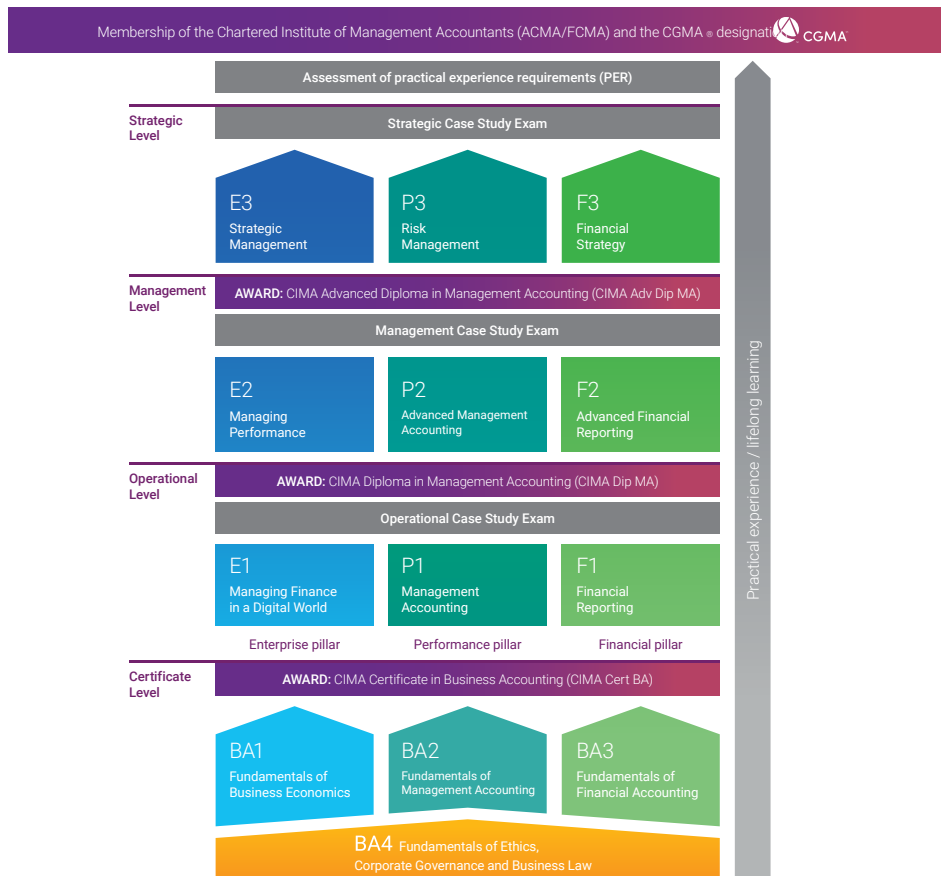 Membership of the Chartered Institute of Management Accountants (ACMA/FCMA) and the CGMA ® designati
CGMA
Assessment of practical experience requirements (PER)
Strategic
Level
Strategic Case Study Exam
E3
Strategic
Management
P3
Risk
Management
F3
Financial
Strategy
Management
Level
AWARD: CIMA Advanced Diploma in Management Accounting (CIMA Adv Dip MA)
Management Case Study Exam
E2
Managing
Performance
P2
Advanced Management
Accounting
F2
Advanced Financial
Reporting
Operational
Level
AWARD: CIMA Diploma in Management Accounting (CIMA Dip MA)
Operational Case Study Exam
E1
Managing Finance
in a Digital World
P1
Management
Accounting
F1
Financial
Reporting
Enterprise pillar
Performance pillar
Financial pillar
Certificate
Level
AWARD: CIMA Certificate in Business Accounting (CIMA Cert BA)
BA1
Fundamentals of
Business Economics
BA2
Fundamentals of
Management Accounting
BA3
Fundamentals of
Financial Accounting
BA4 Fundamentals of Ethics,
Corporate Governance and Business Law
Practical experience / lifelong learning